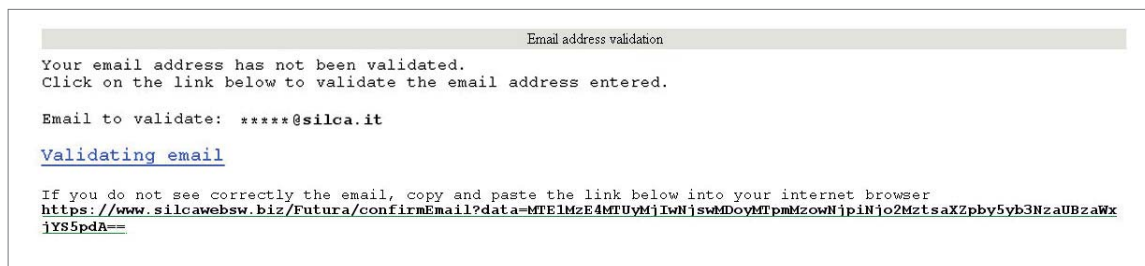 Email address validation
Your email address has not been validated.
Click on the link below to validate the email address entered.
Email to validate: *****@silca.it
Validating email
If you do not see correctly the email, copy and paste the link below into your internet browser
https://www.silcawebsw.biz/Futura/confirmEmail?data=MTE1MzE4MTUyMjIwNjswMDoyMTpmMzowNjpiNjo2MztsaXZpby5yb3NzaUBzaWx
jYS5pdA==